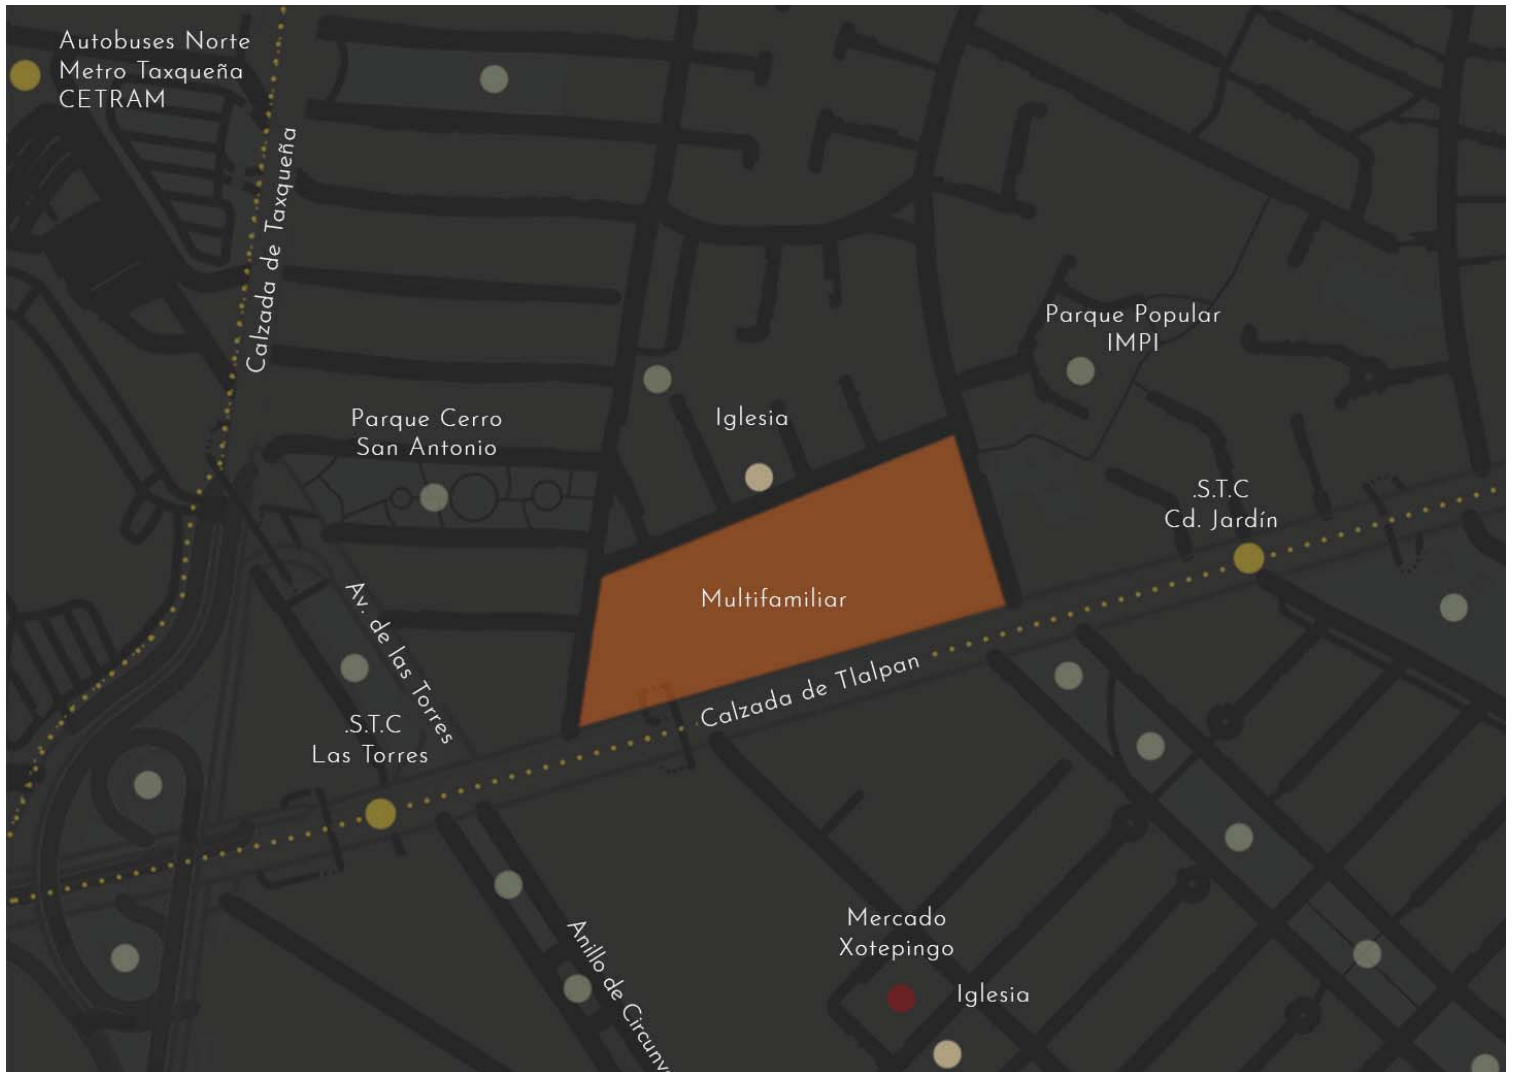 Autobuses Norte
Metro Taxqueña
CETRAM
Calzada de Taxqueña
Parque Popular
IMPI
Parque Cerro
San Antonio
Iglesia
.S.T.C
Cd. Jardín
Multifamiliar
Av. de las Torres
Calzada de Tlalpan
.S.T.C
Las Torres
Mercado
Xotepingo
Iglesia
Anillo de